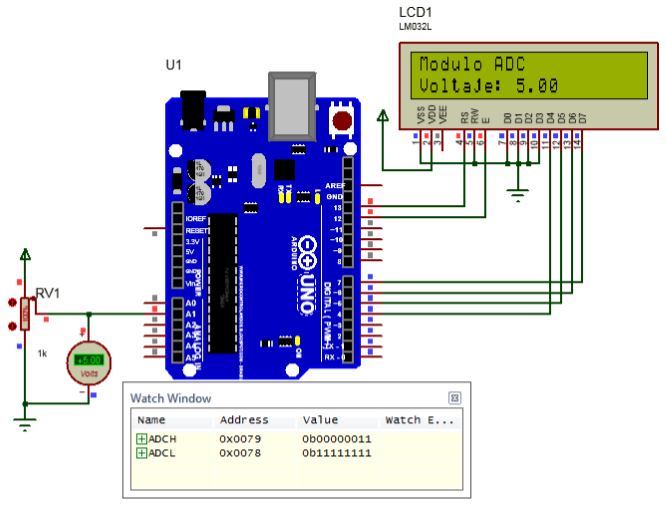 LCD1
LM032L
Modulo ADC
Voltaje: 5.00
VSS VDD VEE RS RW E D0 D1 D2 D3 D4 D5 D6 D7
1 2 3 4 5 6 7 8 9 10 11 12 13 14
U1
AREF
GND
13
12
~11
~10
~9
8
IOREF
RESET
3.3V
5V
GND
GND
Vin
POWER
ARDUINO
UNO
A0
A1
A2
A3
A4
A5
ANALOG IN
7
~6
~5
4
TX
RX
DIGITAL (PWM~)
ON
RV1
1k
+5.00
Volts
Watch Window
Name Address Value Watch E...
ADCH 0x0079 0b00000011
ADCL 0x0078 0b11111111